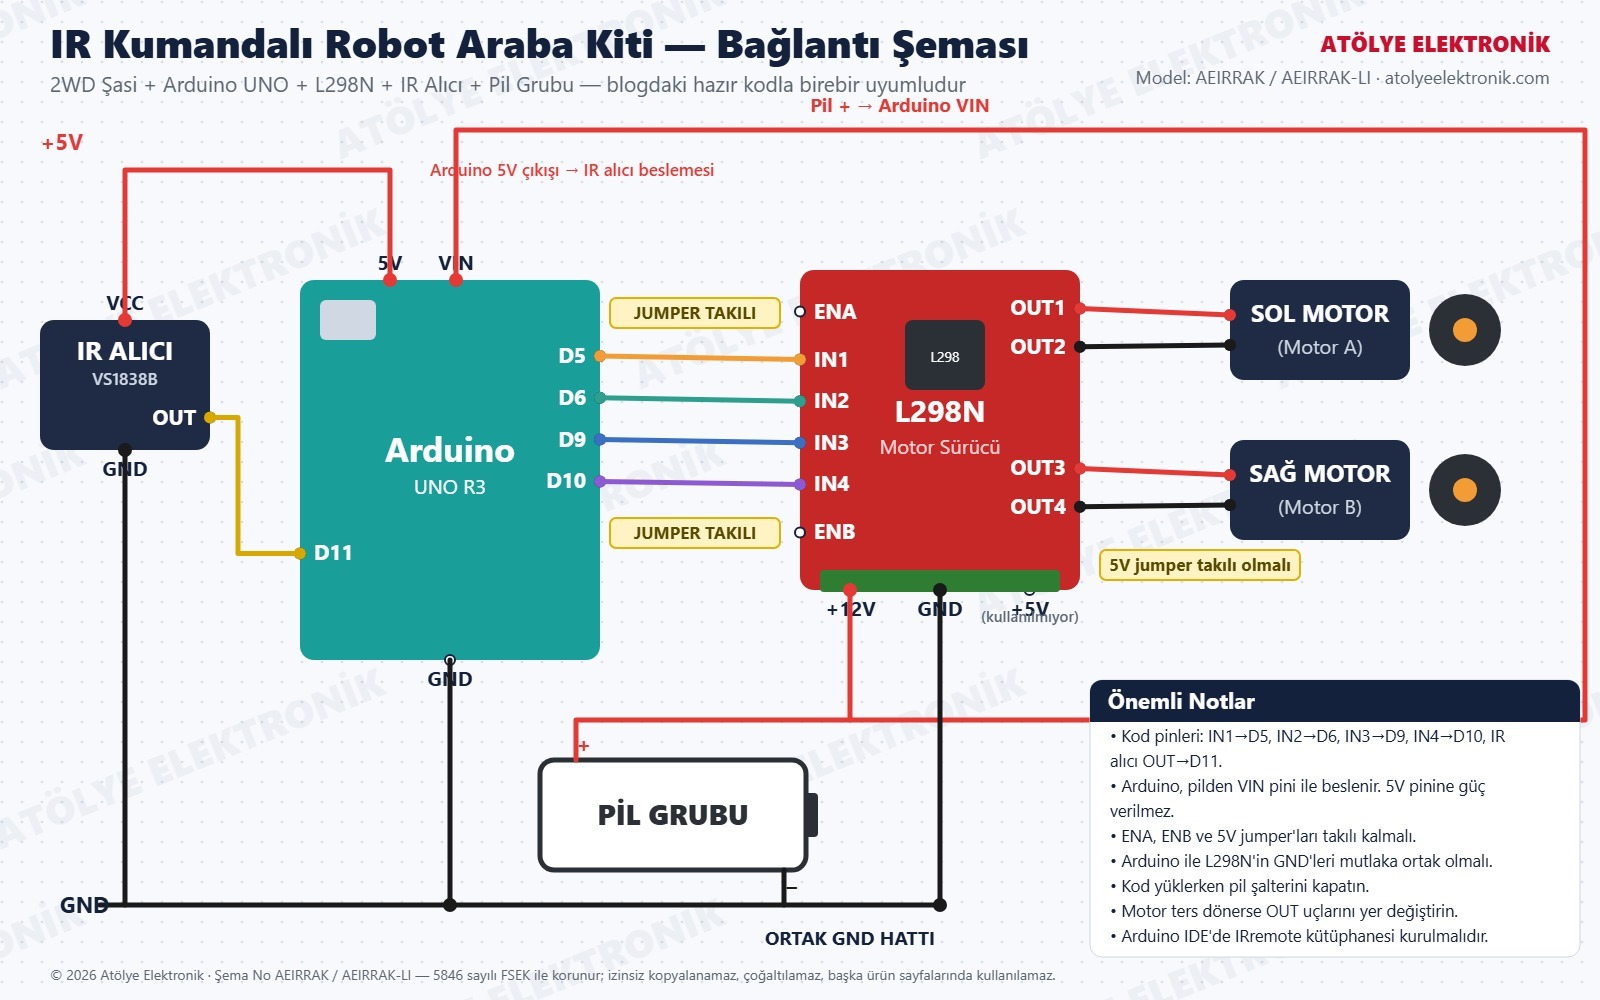 IR Kumandalı Robot Araba Kiti — Bağlantı Şeması
ATÖLYE ELEKTRONİK
2WD Şasi + Arduino UNO + L298N + IR Alıcı + Pil Grubu — blogdaki hazır kodla birebir uyumludur
Model: AEIRRAK / AEIRRAK-LI · atolyeelektronik.com
Pil + → Arduino VIN
+5V
Arduino 5V çıkışı → IR alıcı beslemesi
5V
VIN
VCC
IR ALICI
VS1838B
OUT
GND
Arduino
UNO R3
D5
D6
D9
D10
D11
GND
JUMPER TAKILI
JUMPER TAKILI
ENA
IN1
IN2
IN3
IN4
ENB
L298
L298N
Motor Sürücü
OUT1
OUT2
OUT3
OUT4
SOL MOTOR
(Motor A)
SAĞ MOTOR
(Motor B)
5V jumper takılı olmalı
+12V
GND
+5V
(kullanılmıyor)
+
PİL GRUBU
–
GND
ORTAK GND HATTI
Önemli Notlar
• Kod pinleri: IN1→D5, IN2→D6, IN3→D9, IN4→D10, IR
alıcı OUT→D11.
• Arduino, pilden VIN pini ile beslenir. 5V pinine güç
verilmez.
• ENA, ENB ve 5V jumper'ları takılı kalmalı.
• Arduino ile L298N'in GND'leri mutlaka ortak olmalı.
• Kod yüklerken pil şalterini kapatın.
• Motor ters dönerse OUT uçlarını yer değiştirin.
• Arduino IDE'de IRremote kütüphanesi kurulmalıdır.
© 2026 Atölye Elektronik · Şema No AEIRRAK / AEIRRAK-LI — 5846 sayılı FSEK ile korunur; izinsiz kopyalanamaz, çoğaltılamaz, başka ürün sayfalarında kullanılamaz.
ATÖLYE ELEKTRONİK